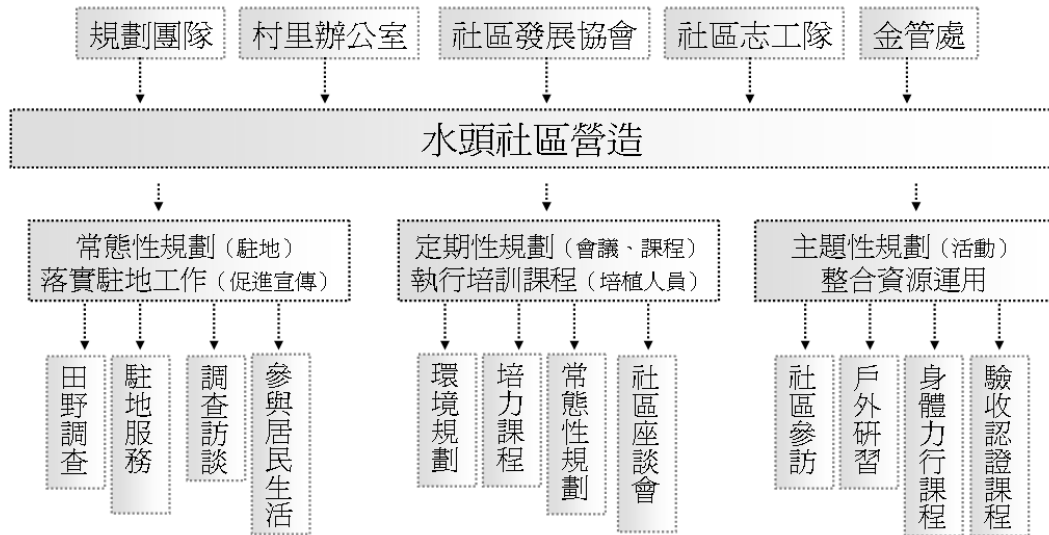 規劃團隊
村里辦公室
社區發展協會
社區志工隊
金管處
水頭社區營造
常態性規劃（駐地）
落實駐地工作（促進宣傳）
定期性規劃（會議、課程）
執行培訓課程（培植人員）
主題性規劃（活動）
整合資源運用
田野調查
駐地服務
調查訪談
參與居民生活
環境規劃
培力課程
常態性規劃
社區座談會
社區參訪
戶外研習
身體力行課程
驗收認證課程